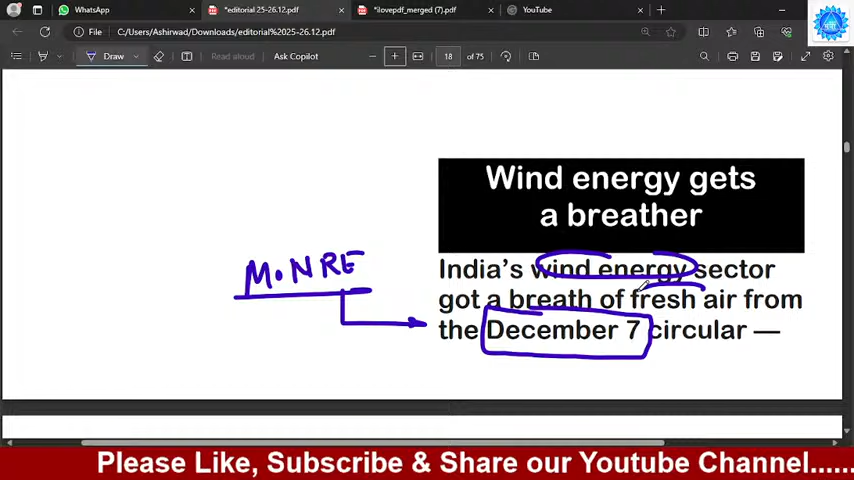 WhatsApp
*editorial 25-26.12.pdf
*ilovepdf_merged (7).pdf
YouTube
File
C:/Users/Ashirwad/Downloads/editorial%2025-26.12.pdf
Draw
Read aloud
Ask Copilot
18
of 75
Wind energy gets
a breather
M.NRE
India's wind energy sector
got a breath of fresh air from
the December 7 circular —
Please Like, Subscribe & Share our Youtube Channel......